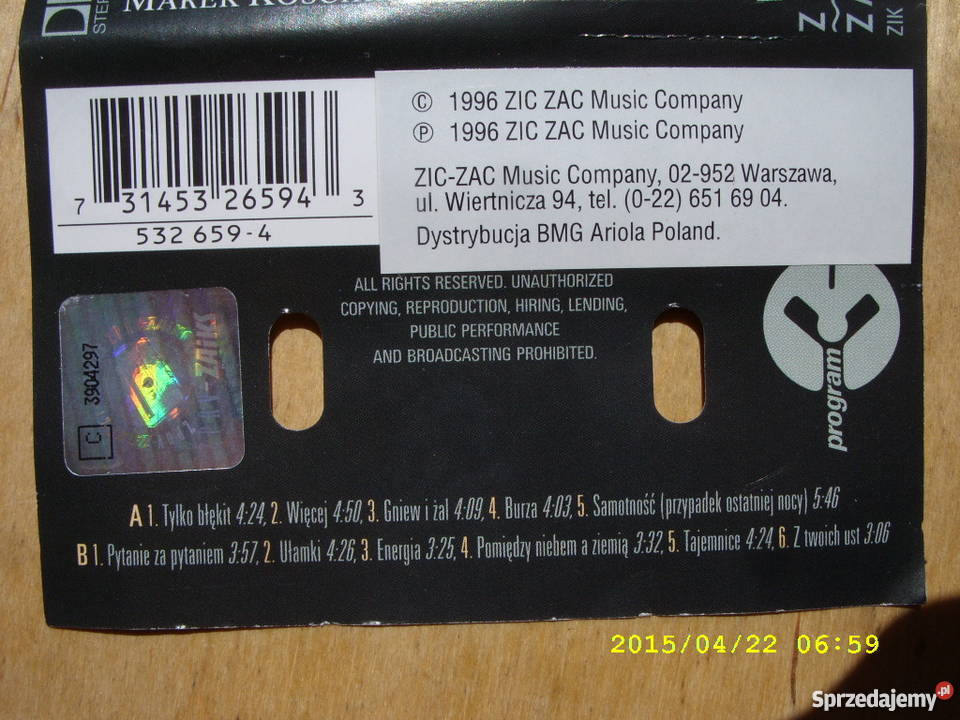 STER
MAREK
Z
Z
ZIK
7 31453 26594 3
532 659-4
© 1996 ZIC ZAC Music Company
℗ 1996 ZIC ZAC Music Company
ZIC-ZAC Music Company, 02-952 Warszawa,
ul. Wiertnicza 94, tel. (0-22) 651 69 04.
Dystrybucja BMG Ariola Poland.
ALL RIGHTS RESERVED. UNAUTHORIZED
COPYING, REPRODUCTION, HIRING, LENDING,
PUBLIC PERFORMANCE
AND BROADCASTING PROHIBITED.
C 3904297
ZAiKS
program
A 1. Tylko błękit 4:24, 2. Więcej 4:50, 3. Gniew i żal 4:09, 4. Burza 4:03, 5. Samotność (przypadek ostatniej nocy) 5:46
B 1. Pytanie za pytaniem 3:57, 2. Ułamki 4:26, 3. Energia 3:25, 4. Pomiędzy niebem a ziemią 3:32, 5. Tajemnice 4:24, 6. Z twoich ust 3:06
2015/04/22 06:59
Sprzedajemy.pl